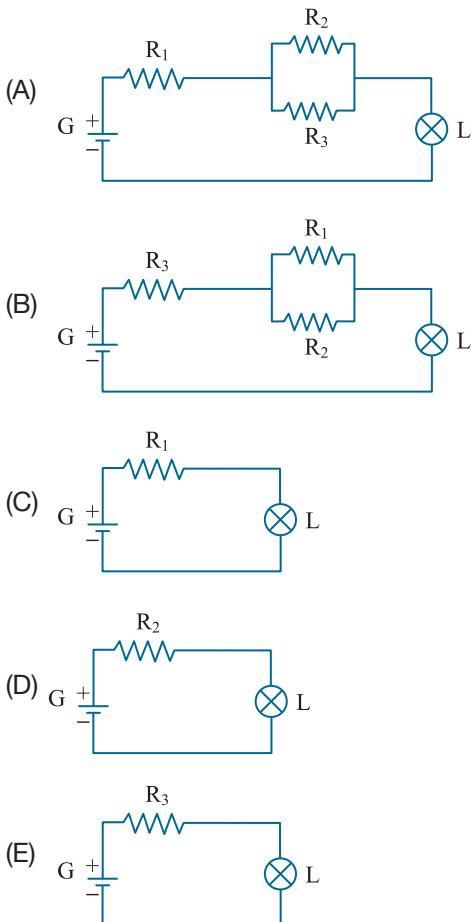 (A)
R₁
R₂
R₃
G
+
−
L
(B)
R₃
R₁
R₂
G
+
−
L
(C)
R₁
G
+
−
L
(D)
R₂
G
+
−
L
(E)
R₃
G
+
−
L